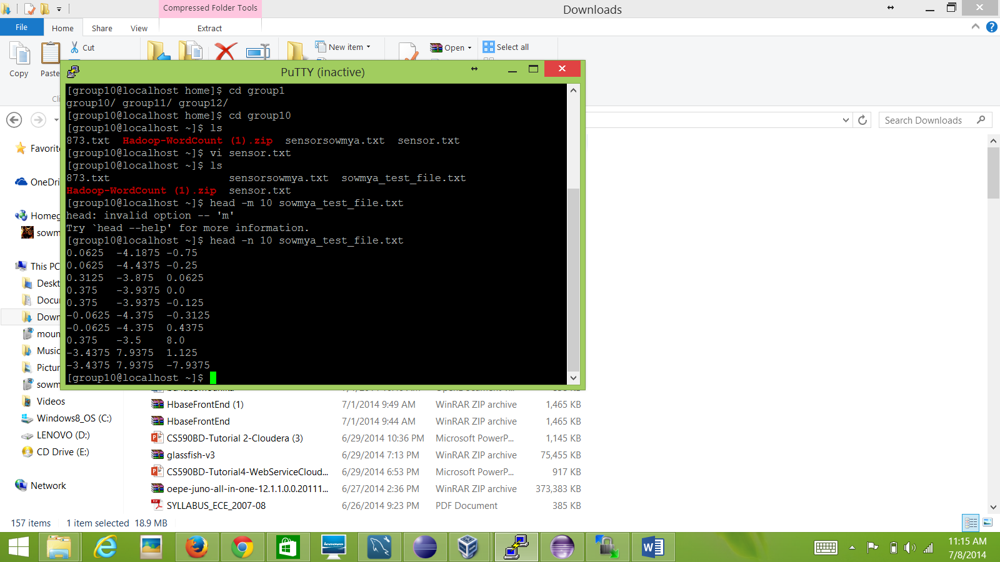 Compressed Folder Tools
Downloads
File
Home
Share
View
Extract
Copy
Paste
Cut
New item
Open
Select all
PuTTY (inactive)
Search Downloads
[group10@localhost home]$ cd group1
group10/ group11/ group12/
[group10@localhost home]$ cd group10
[group10@localhost ~]$ ls
873.txt  Hadoop-WordCount (1).zip  sensorsowmya.txt  sensor.txt
[group10@localhost ~]$ vi sensor.txt
[group10@localhost ~]$ ls
873.txt                   sensorsowmya.txt  sowmya_test_file.txt
Hadoop-WordCount (1).zip  sensor.txt
[group10@localhost ~]$ head -m 10 sowmya_test_file.txt
head: invalid option -- 'm'
Try `head --help' for more information.
[group10@localhost ~]$ head -n 10 sowmya_test_file.txt
0.0625  -4.1875 -0.75
0.0625  -4.4375 -0.25
0.3125  -3.875  0.0625
0.375   -3.9375 0.0
0.375   -3.9375 -0.125
-0.0625 -4.375  -0.3125
-0.0625 -4.375  0.4375
0.375   -3.5    8.0
-3.4375 7.9375  1.125
-3.4375 7.9375  -7.9375
[group10@localhost ~]$
Favorit
OneDri
Homeg
sowm
This PC
Deskt
Docu
Down
moun
Music
Pictur
sowm
Videos
Windows8_OS (C:)
LENOVO (D:)
CD Drive (E:)
Network
HbaseFrontEnd (1) 7/1/2014 9:49 AM WinRAR ZIP archive 1,465 KB
HbaseFrontEnd 7/1/2014 9:44 AM WinRAR ZIP archive 1,465 KB
CS590BD-Tutorial 2-Cloudera (3) 6/29/2014 10:36 PM Microsoft PowerP... 1,145 KB
glassfish-v3 6/29/2014 7:13 PM WinRAR ZIP archive 75,455 KB
CS590BD-Tutorial4-WebServiceCloud... 6/29/2014 6:53 PM Microsoft PowerP... 917 KB
oepe-juno-all-in-one-12.1.1.0.0.20111... 6/27/2014 2:36 PM WinRAR ZIP archive 373,383 KB
SYLLABUS_ECE_2007-08 6/26/2014 9:23 PM PDF Document 385 KB
157 items 1 item selected 18.9 MB
11:15 AM
7/8/2014